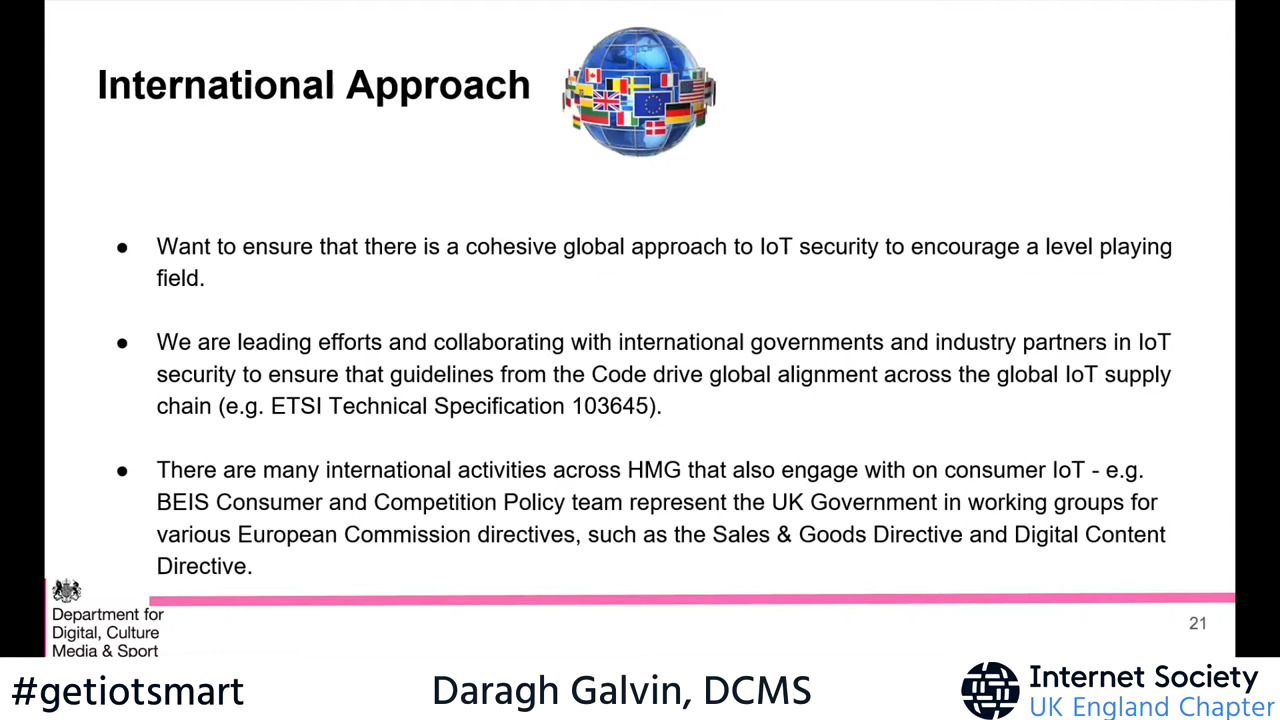 International Approach
● Want to ensure that there is a cohesive global approach to IoT security to encourage a level playing
field.
● We are leading efforts and collaborating with international governments and industry partners in IoT
security to ensure that guidelines from the Code drive global alignment across the global IoT supply
chain (e.g. ETSI Technical Specification 103645).
● There are many international activities across HMG that also engage with on consumer IoT - e.g.
BEIS Consumer and Competition Policy team represent the UK Government in working groups for
various European Commission directives, such as the Sales & Goods Directive and Digital Content
Directive.
Department for
Digital, Culture
Media & Sport
21
#getiotsmart
Daragh Galvin, DCMS
Internet Society
UK England Chapter